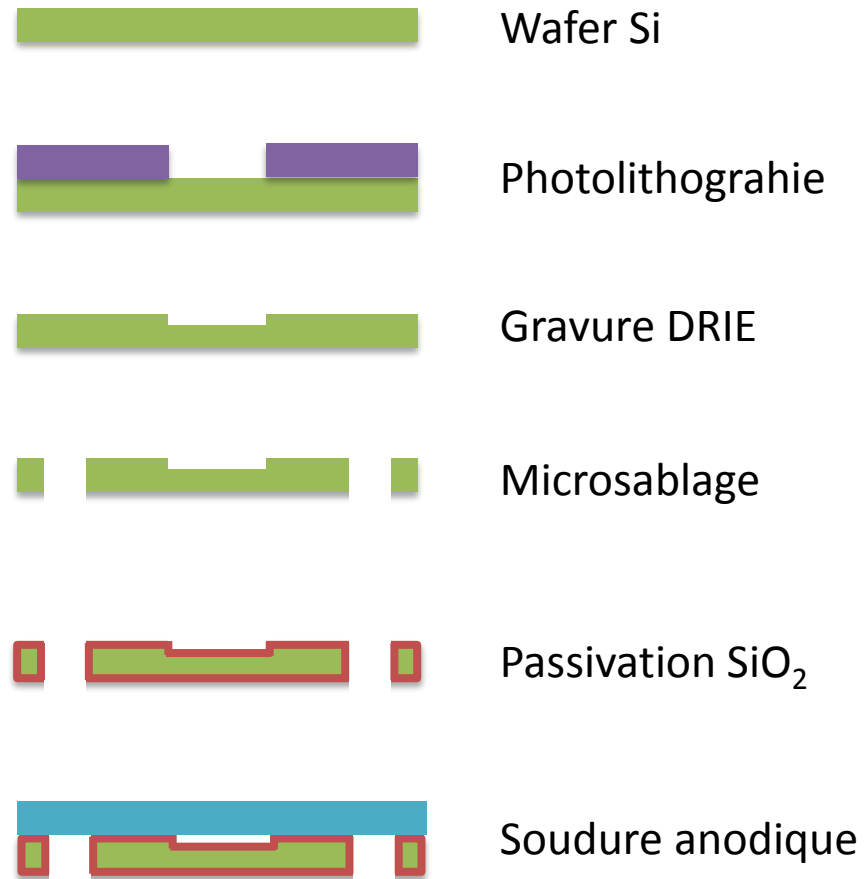 Wafer Si
Photolithograhie
Gravure DRIE
Microsablage
Passivation SiO₂
Soudure anodique